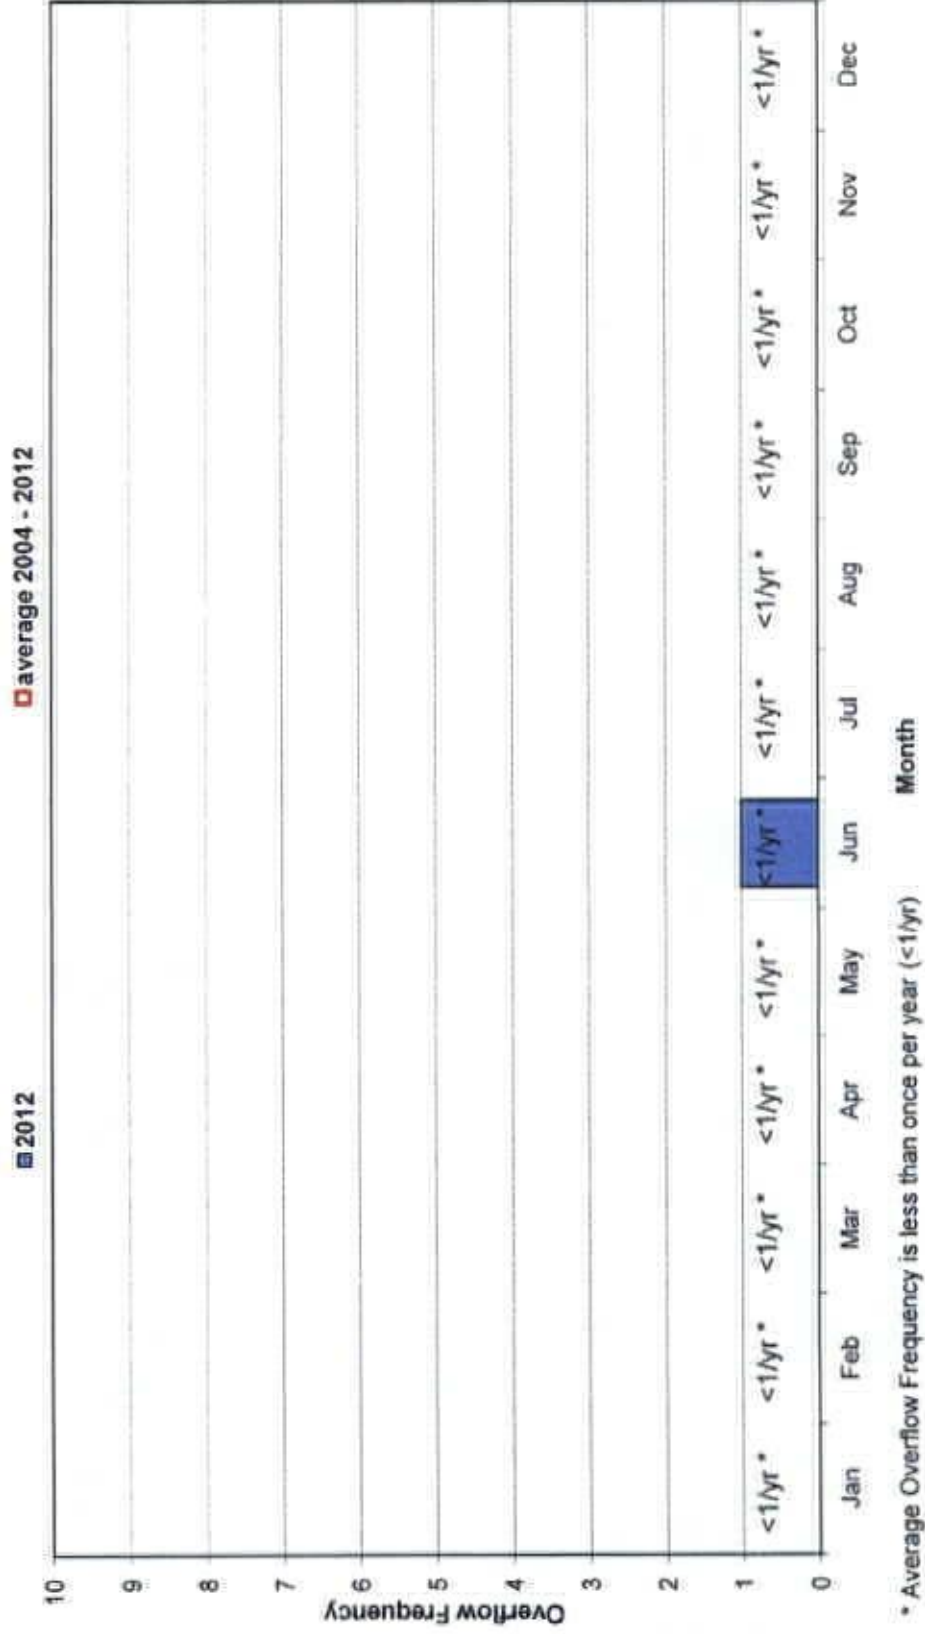 2012
average 2004 - 2012
Overflow Frequency
10
9
8
7
6
5
4
3
2
1
0
<1/yr * <1/yr * <1/yr * <1/yr * <1/yr * <1/yr * <1/yr * <1/yr * <1/yr * <1/yr * <1/yr * <1/yr *
Jan Feb Mar Apr May Jun Jul Aug Sep Oct Nov Dec
Month
* Average Overflow Frequency is less than once per year (<1/yr)